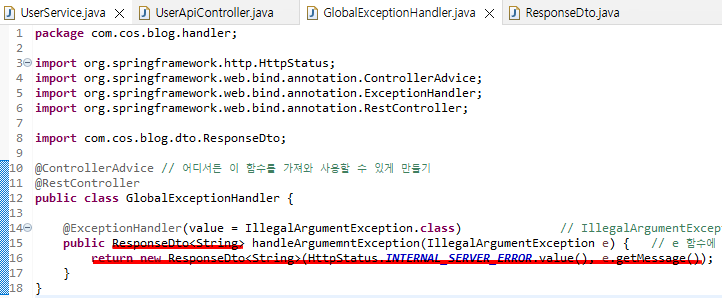 UserService.java UserApiController.java GlobalExceptionHandler.java ResponseDto.java
1 package com.cos.blog.handler;
2
3 import org.springframework.http.HttpStatus;
4 import org.springframework.web.bind.annotation.ControllerAdvice;
5 import org.springframework.web.bind.annotation.ExceptionHandler;
6 import org.springframework.web.bind.annotation.RestController;
7
8 import com.cos.blog.dto.ResponseDto;
9
10 @ControllerAdvice // 어디서든 이 함수를 가져와 사용할 수 있게 만들기
11 @RestController
12 public class GlobalExceptionHandler {
13
14 @ExceptionHandler(value = IllegalArgumentException.class) // IllegalArgumentExcept
15 public ResponseDto<String> handleArgumemntException(IllegalArgumentException e) { // e 함수에
16 return new ResponseDto<String>(HttpStatus.INTERNAL_SERVER_ERROR.value(), e.getMessage());
17 }
18 }